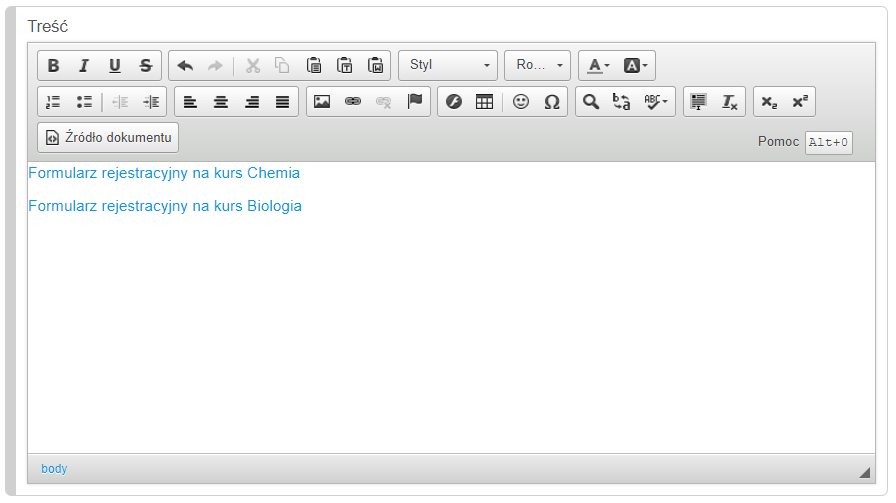 Treść
B I U S Styl Ro... A A
ABC
Źródło dokumentu
Pomoc Alt+0
Formularz rejestracyjny na kurs Chemia
Formularz rejestracyjny na kurs Biologia
body